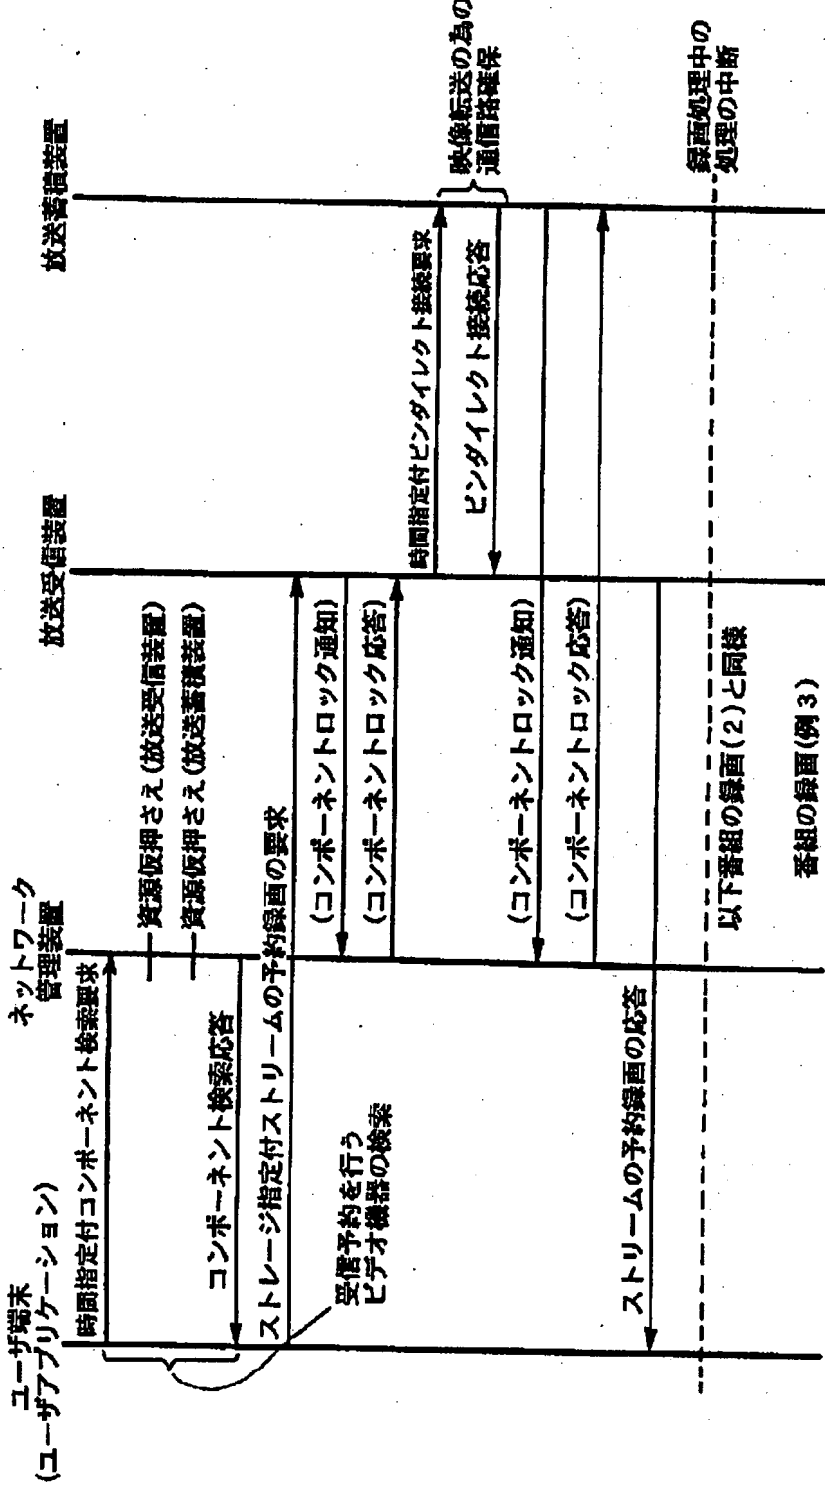 ユーザ端末
(ユーザアプリケーション)
ネットワーク
管理装置
放送受信装置
放送蓄積装置
時間指定付コンポーネント検索要求
資源仮押さえ(放送受信装置)
資源仮押さえ(放送蓄積装置)
コンポーネント検索応答
ストレージ指定付ストリームの予約録画の要求
受信予約を行う
ビデオ機器の検索
(コンポーネントロック通知)
(コンポーネントロック応答)
時間指定付ピンダイレクト接続要求
映像転送の為の
通信路確保
ピンダイレクト接続応答
(コンポーネントロック通知)
(コンポーネントロック応答)
ストリームの予約録画の応答
録画処理中の
処理の中断
以下番組の録画(2)と同様
番組の録画(例3)